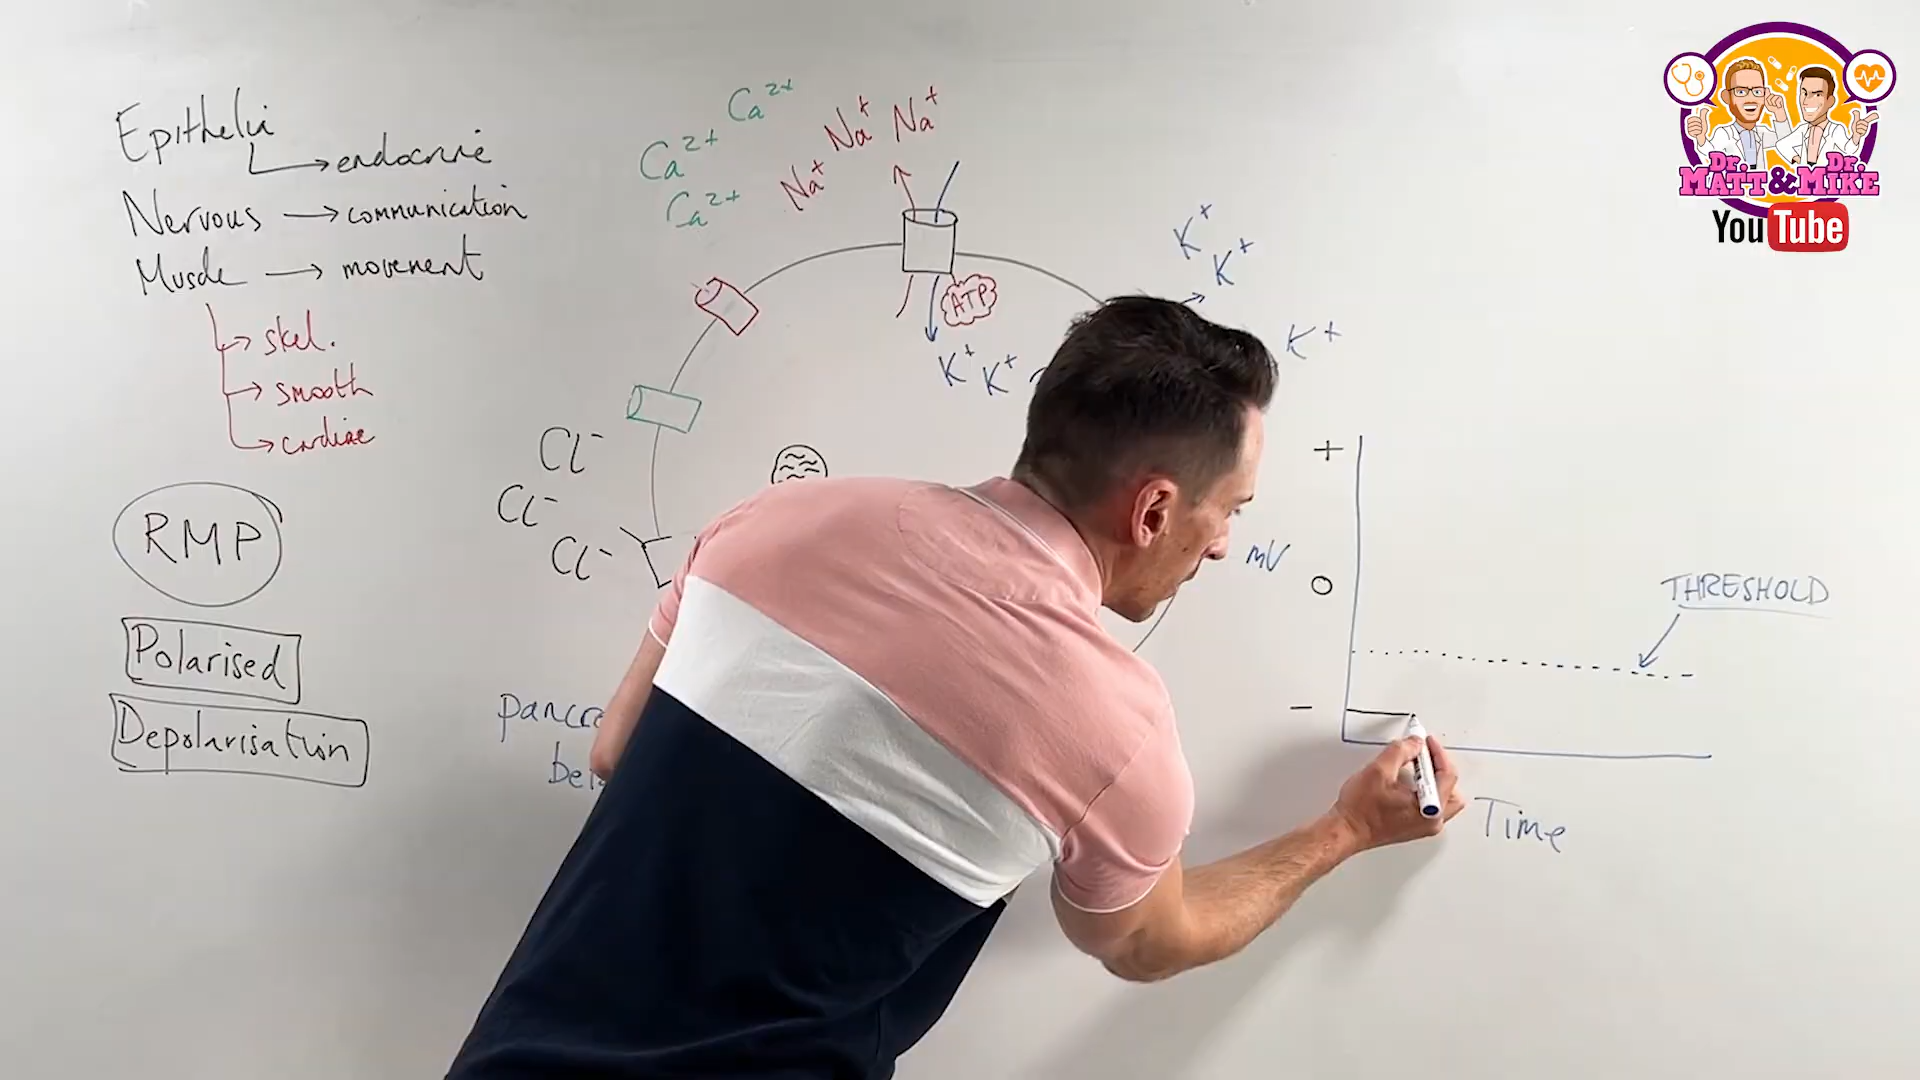 Epithelia
endocrine
Nervous → communication
Muscle → movement
skel.
smooth
cardiac
RMP
Polarised
Depolarisation
Ca²⁺
Ca²⁺
Ca²⁺
Na⁺
Na⁺
Na⁺
ATP
K⁺ K⁺
K⁺
K⁺
K⁺
Cl⁻
Cl⁻
Cl⁻
+
mV
0
-
THRESHOLD
Time
Dr. MATT & Dr. MIKE
YouTube